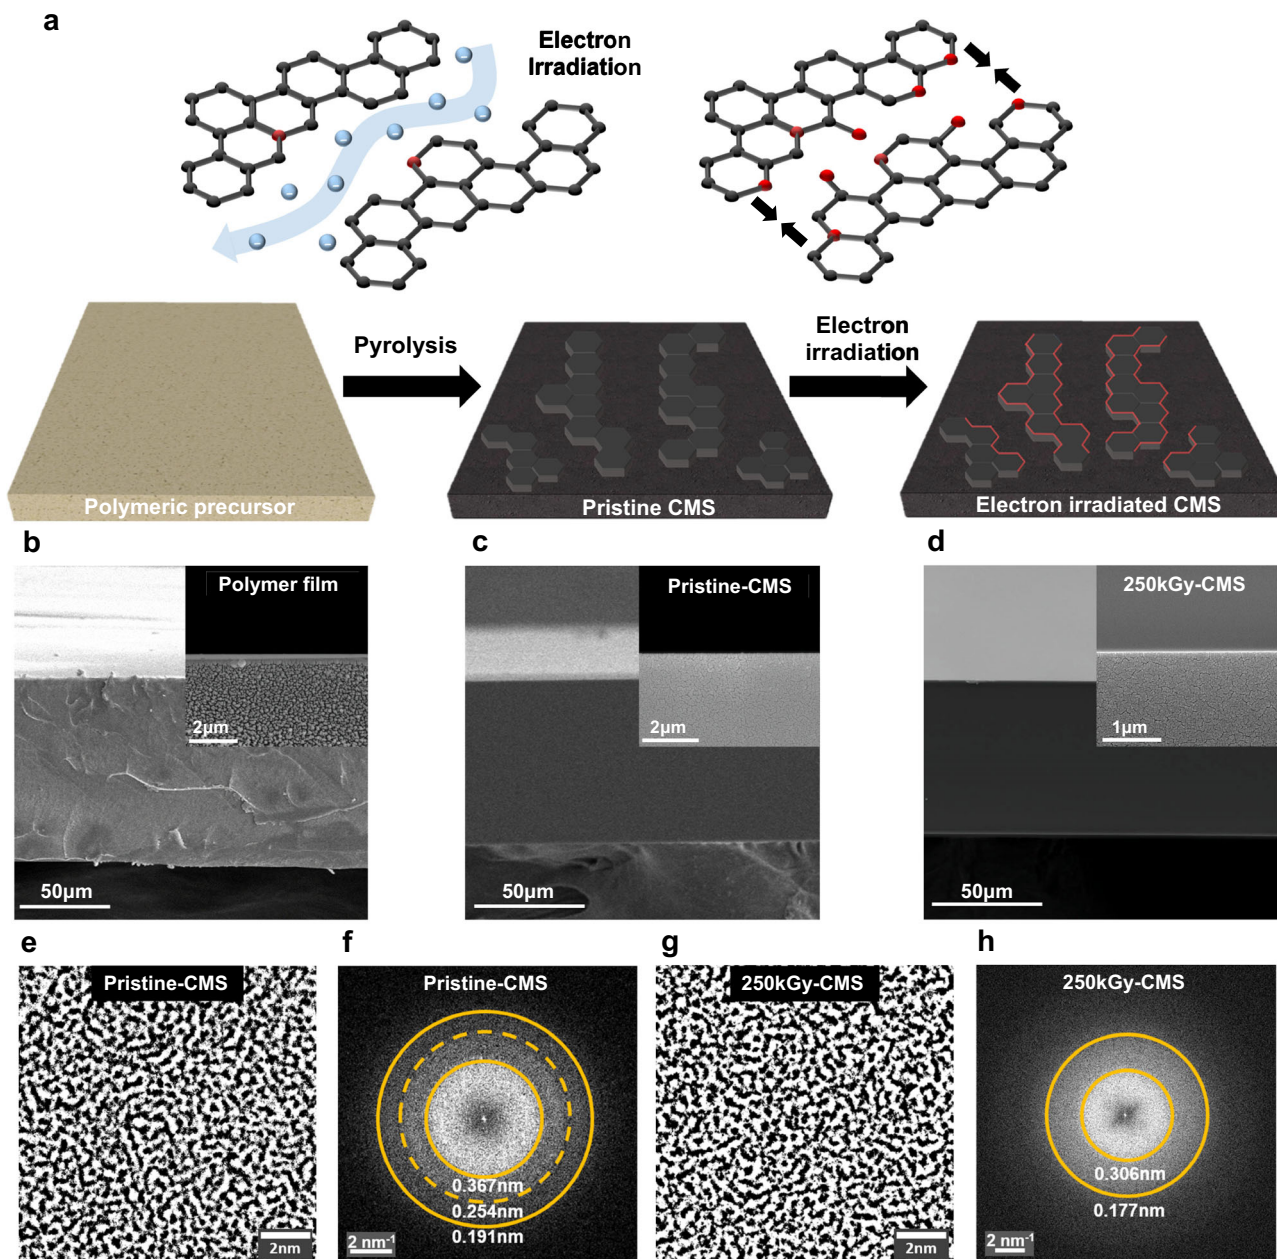 a
Electron
Irradiation
Pyrolysis
Electron
irradiation
Polymeric precursor
Pristine CMS
Electron irradiated CMS
b
c
d
Polymer film
2µm
50µm
Pristine-CMS
2µm
50µm
250kGy-CMS
1µm
50µm
e
f
g
h
Pristine-CMS
2nm
Pristine-CMS
0.367nm
0.254nm
0.191nm
2 nm⁻¹
250kGy-CMS
2nm
250kGy-CMS
0.306nm
0.177nm
2 nm⁻¹